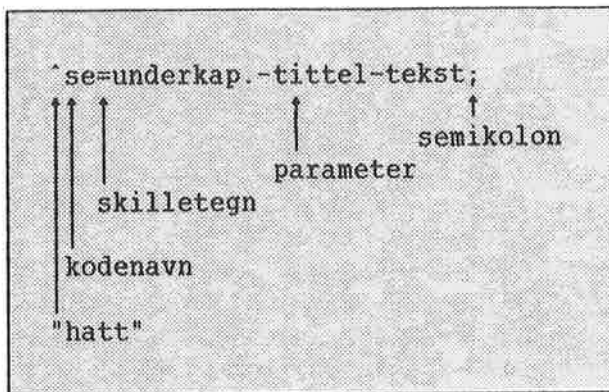 ^se=underkap.-tittel-tekst;
semikolon
parameter
skilletegn
kodenavn
"hatt"